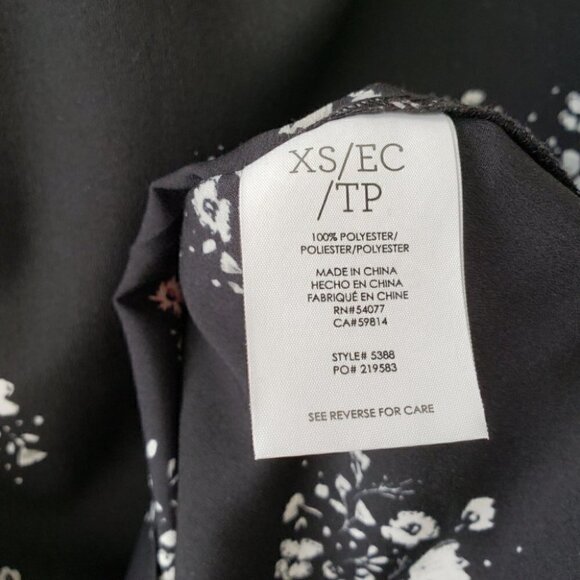 XS/EC
/TP
100% POLYESTER/
POLIESTER/POLYESTER
MADE IN CHINA
HECHO EN CHINA
FABRIQUÉ EN CHINE
RN#54077
CA#59814
STYLE# 5388
PO# 219583
SEE REVERSE FOR CARE